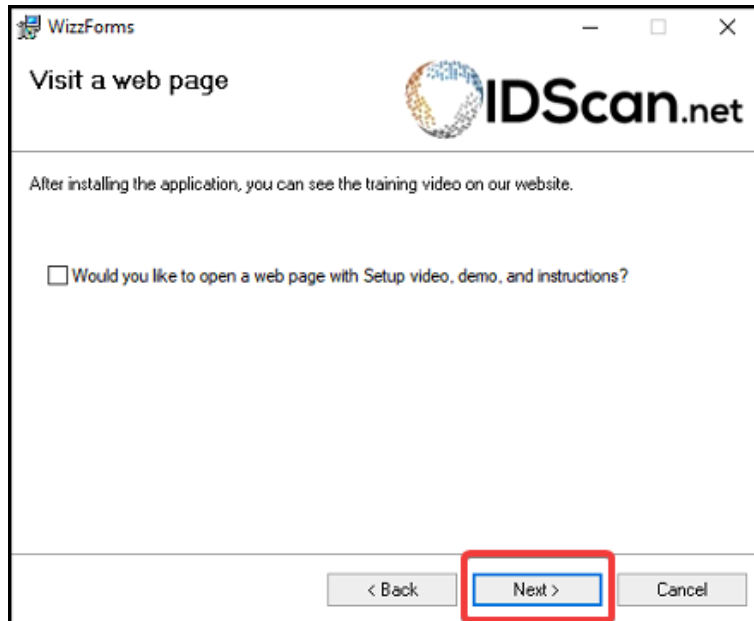 WizzForms
Visit a web page
IDScan.net
After installing the application, you can see the training video on our website.
Would you like to open a web page with Setup video, demo, and instructions?
< Back
Next >
Cancel